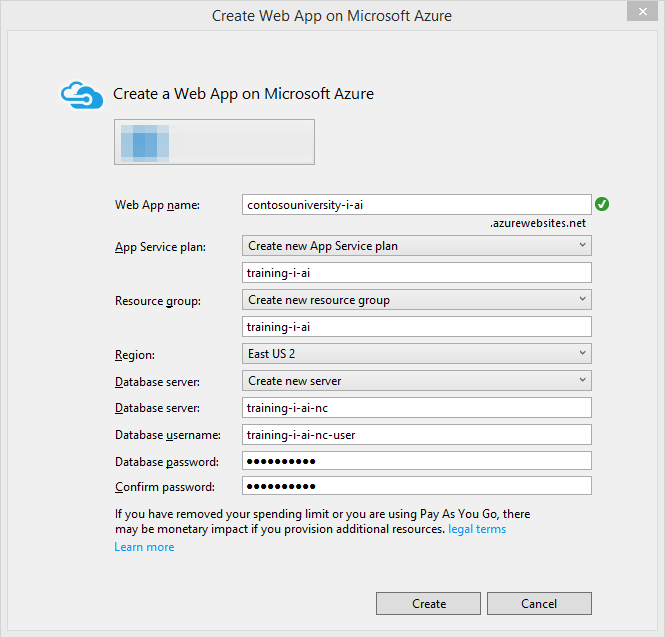 Create Web App on Microsoft Azure
Create a Web App on Microsoft Azure
Web App name: contosouniversity-i-ai
.azurewebsites.net
App Service plan: Create new App Service plan
training-i-ai
Resource group: Create new resource group
training-i-ai
Region: East US 2
Database server: Create new server
Database server: training-i-ai-nc
Database username: training-i-ai-nc-user
Database password: ●●●●●●●●●●
Confirm password: ●●●●●●●●●●
If you have removed your spending limit or you are using Pay As You Go, there
may be monetary impact if you provision additional resources. legal terms
Learn more
Create Cancel